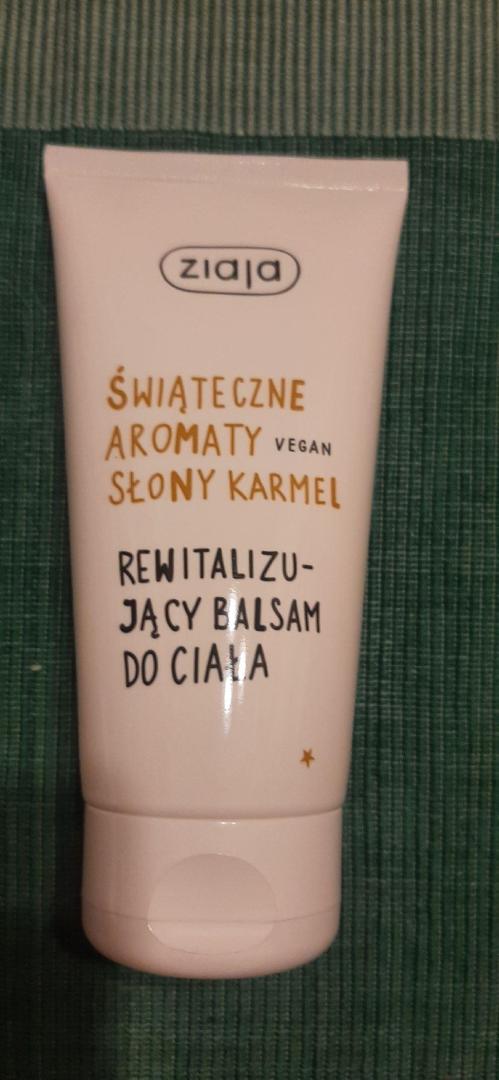 ziaja
ŚWIĄTECZNE
AROMATY VEGAN
SŁONY KARMEL
REWITALIZU-
JĄCY BALSAM
DO CIAŁA